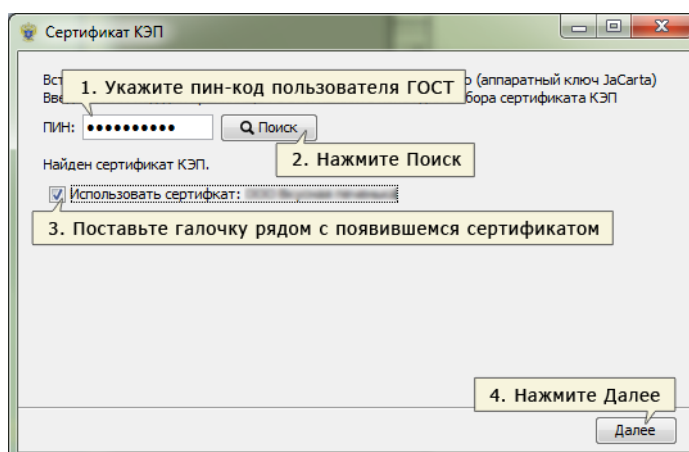 Сертификат КЭП
Вст о (аппаратный ключ JaCarta)
1. Укажите пин-код пользователя ГОСТ
Вве бора сертификата КЭП
ПИН: ●●●●●●●●●● Поиск
2. Нажмите Поиск
Найден сертификат КЭП.
Использовать сертифкат:
3. Поставьте галочку рядом с появившемся сертификатом
4. Нажмите Далее
Далее